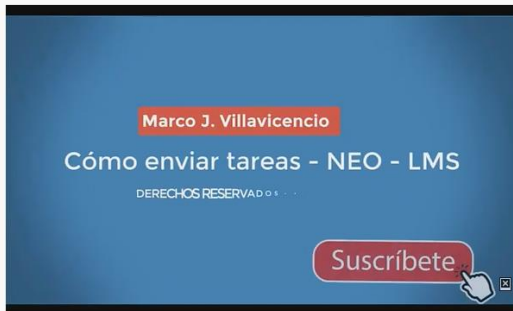 Marco J. Villavicencio
Cómo enviar tareas - NEO - LMS
DERECHOS RESERVADOS
Suscríbete